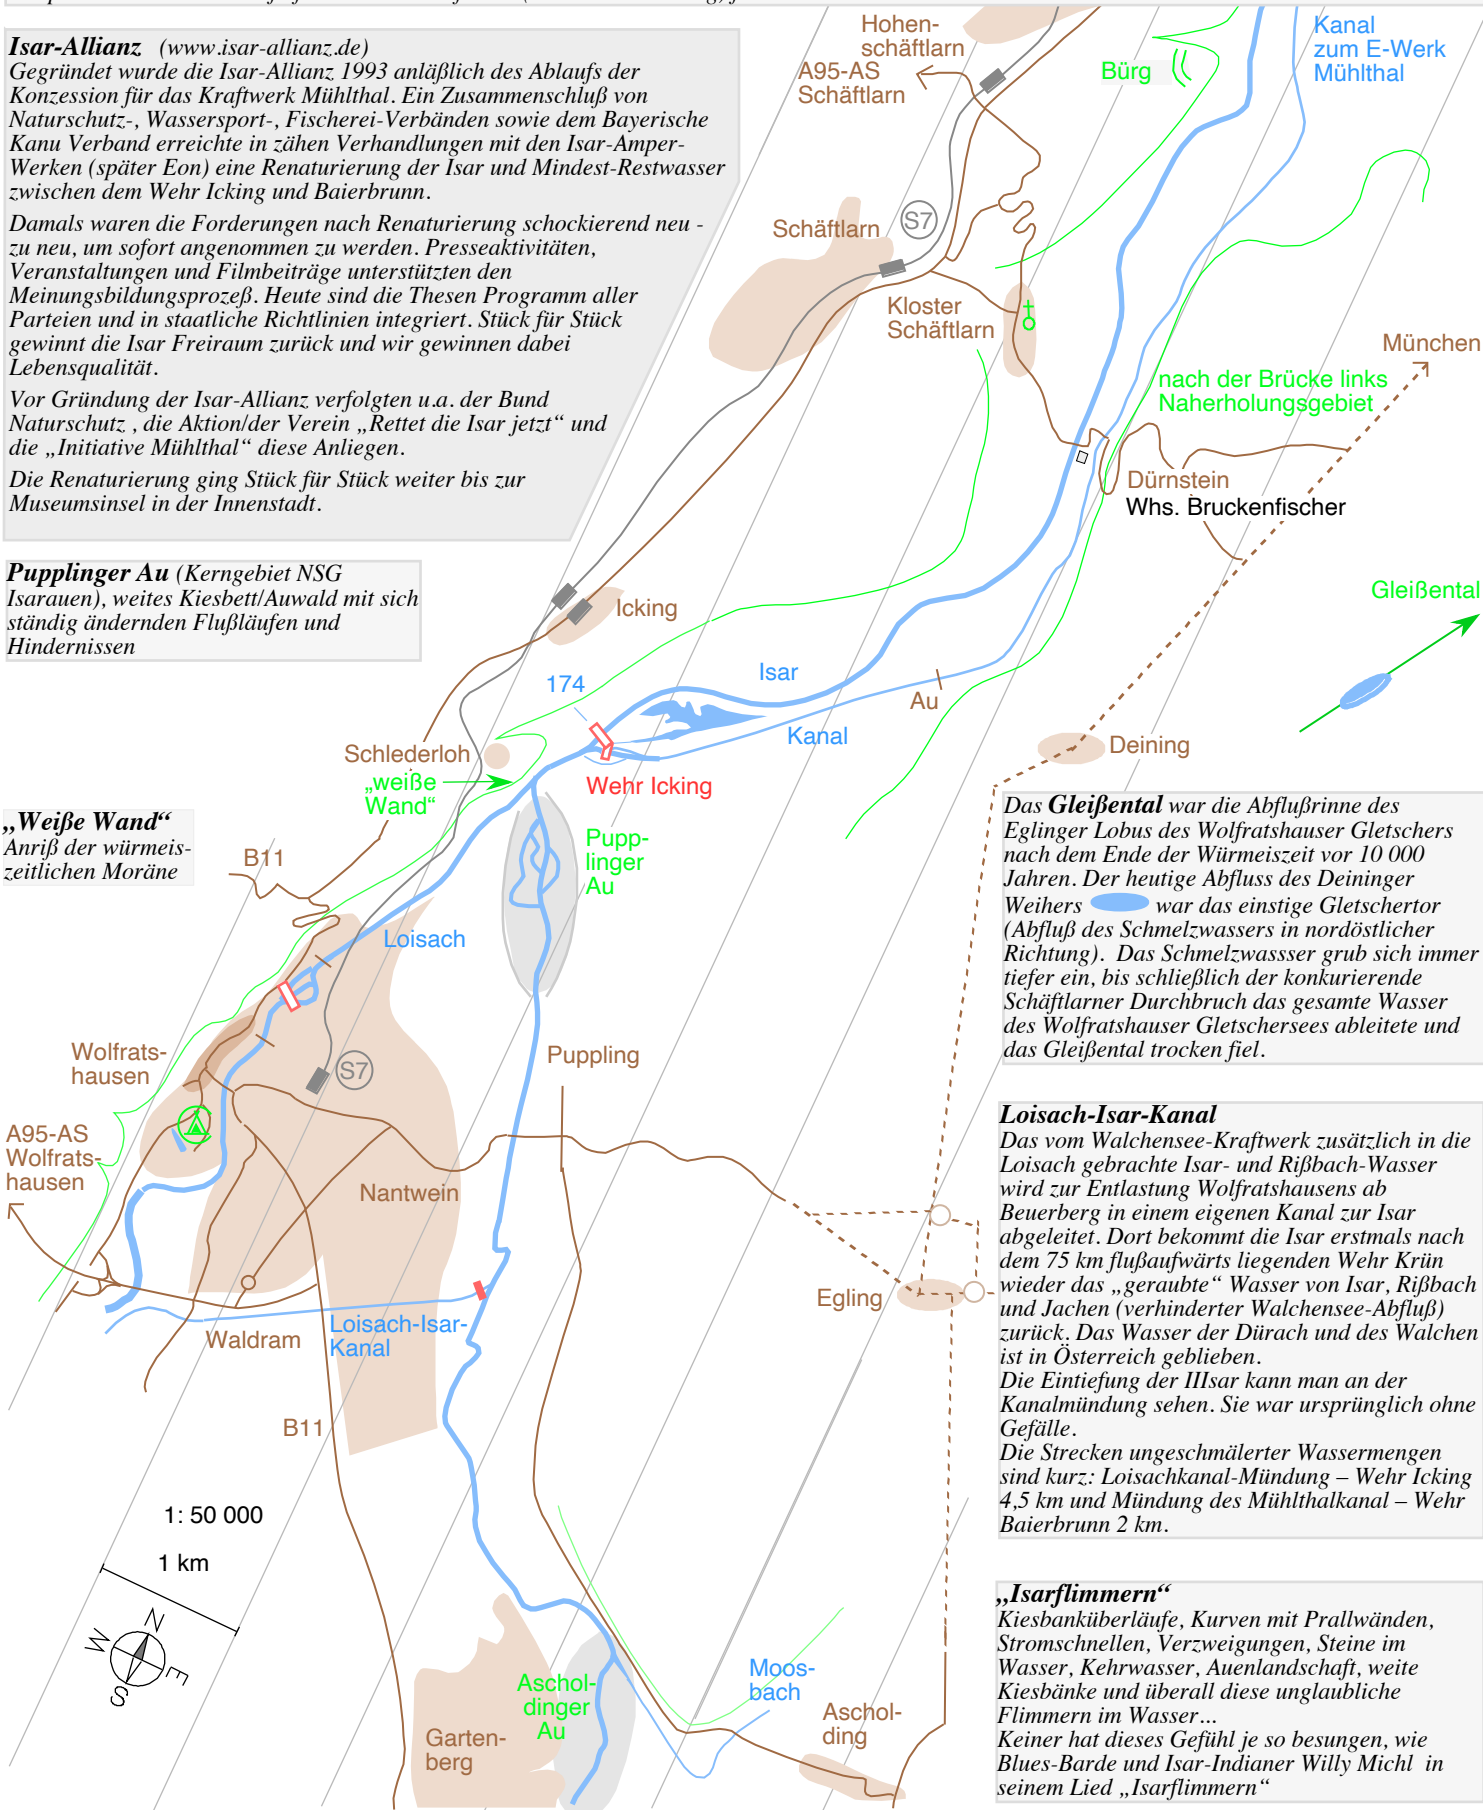 Isar-Allianz (www.isar-allianz.de)
Gegründet wurde die Isar-Allianz 1993 anläßlich des Ablaufs der
Konzession für das Kraftwerk Mühlthal. Ein Zusammenschluß von
Naturschutz-, Wassersport-, Fischerei-Verbänden sowie dem Bayerische
Kanu Verband erreichte in zähen Verhandlungen mit den Isar-Amper-
Werken (später Eon) eine Renaturierung der Isar und Mindest-Restwasser
zwischen dem Wehr Icking und Baierbrunn.
Damals waren die Forderungen nach Renaturierung schockierend neu -
zu neu, um sofort angenommen zu werden. Presseaktivitäten,
Veranstaltungen und Filmbeiträge unterstützten den
Meinungsbildungsprozeß. Heute sind die Thesen Programm aller
Parteien und in staatliche Richtlinien integriert. Stück für Stück
gewinnt die Isar Freiraum zurück und wir gewinnen dabei
Lebensqualität.
Vor Gründung der Isar-Allianz verfolgten u.a. der Bund
Naturschutz , die Aktion/der Verein „Rettet die Isar jetzt“ und
die „Initiative Mühlthal“ diese Anliegen.
Die Renaturierung ging Stück für Stück weiter bis zur
Museumsinsel in der Innenstadt.
Hohen-
schäftlarn
A95-AS
Schäftlarn
Bürg
Kanal
zum E-Werk
Mühlthal
Schäftlarn
S7
Kloster
Schäftlarn
München
nach der Brücke links
Naherholungsgebiet
Dürnstein
Whs. Bruckenfischer
Pupplinger Au (Kerngebiet NSG
Isarauen), weites Kiesbett/Auwald mit sich
ständig ändernden Flußläufen und
Hindernissen
Icking
Gleißental
174
Isar
Au
Kanal
Deining
Schlederloh
„weiße
Wand“
Wehr Icking
„Weiße Wand“
Anriß der würmeis-
zeitlichen Moräne
B11
Pupp-
linger
Au
Das Gleißental war die Abflußrinne des
Eglinger Lobus des Wolfratshauser Gletschers
nach dem Ende der Würmeiszeit vor 10 000
Jahren. Der heutige Abfluss des Deininger
Weihers war das einstige Gletschertor
(Abfluß des Schmelzwassers in nordöstlicher
Richtung). Das Schmelzwassser grub sich immer
tiefer ein, bis schließlich der konkurierende
Schäftlarner Durchbruch das gesamte Wasser
des Wolfratshauser Gletschersees ableitete und
das Gleißental trocken fiel.
Loisach
Wolfrats-
hausen
S7
Puppling
A95-AS
Wolfrats-
hausen
Nantwein
Loisach-Isar-Kanal
Das vom Walchensee-Kraftwerk zusätzlich in die
Loisach gebrachte Isar- und Rißbach-Wasser
wird zur Entlastung Wolfratshausens ab
Beuerberg in einem eigenen Kanal zur Isar
abgeleitet. Dort bekommt die Isar erstmals nach
dem 75 km flußaufwärts liegenden Wehr Krün
wieder das „geraubte“ Wasser von Isar, Rißbach
und Jachen (verhinderter Walchensee-Abfluß)
zurück. Das Wasser der Dürach und des Walchen
ist in Österreich geblieben.
Die Eintiefung der IIIsar kann man an der
Kanalmündung sehen. Sie war ursprünglich ohne
Gefälle.
Die Strecken ungeschmälerter Wassermengen
sind kurz: Loisachkanal-Mündung – Wehr Icking
4,5 km und Mündung des Mühlthalkanal – Wehr
Baierbrunn 2 km.
Egling
Waldram
Loisach-Isar-
Kanal
B11
1: 50 000
1 km
N
W
E
S
„Isarflimmern“
Kiesbanküberläufe, Kurven mit Prallwänden,
Stromschnellen, Verzweigungen, Steine im
Wasser, Kehrwasser, Auenlandschaft, weite
Kiesbänke und überall diese unglaubliche
Flimmern im Wasser...
Keiner hat dieses Gefühl je so besungen, wie
Blues-Barde und Isar-Indianer Willy Michl in
seinem Lied „Isarflimmern“
Moos-
bach
Aschol-
dinger
Au
Aschol-
ding
Garten-
berg